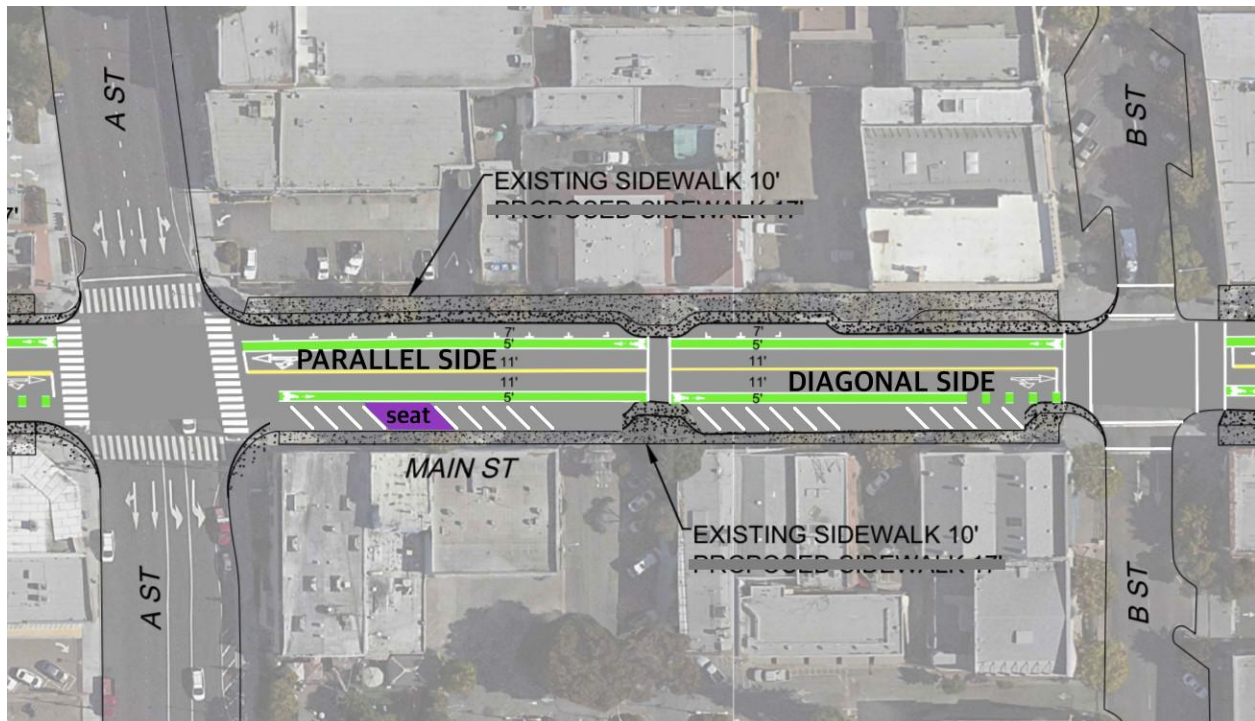 A ST
B ST
EXISTING SIDEWALK 10'
PROPOSED SIDEWALK 17'
7'
7'
7'
5'
5'
PARALLEL SIDE
11'
11'
11'
11'
DIAGONAL SIDE
5'
5'
seat
MAIN ST
EXISTING SIDEWALK 10'
PROPOSED SIDEWALK 17'
A ST
B ST